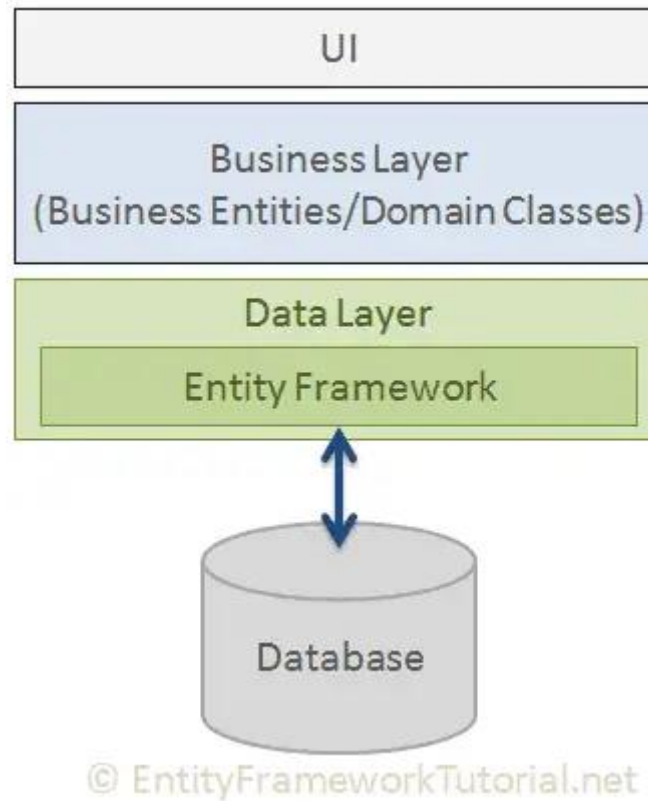 UI
Business Layer
(Business Entities/Domain Classes)
Data Layer
Entity Framework
Database
© EntityFrameworkTutorial.net